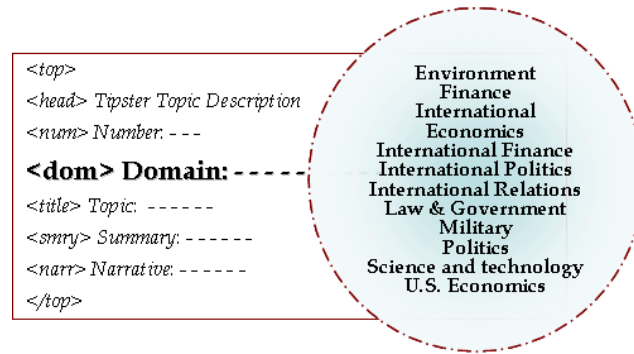 <top>
<head> Tipster Topic Description
<num> Number: - - -
<dom> Domain: - - - - - - - -
<title> Topic: - - - - - -
<smry> Summary: - - - - - -
<narr> Narrative: - - - - - -
</top>
Environment
Finance
International
Economics
International Finance
International Politics
International Relations
Law & Government
Military
Politics
Science and technology
U.S. Economics